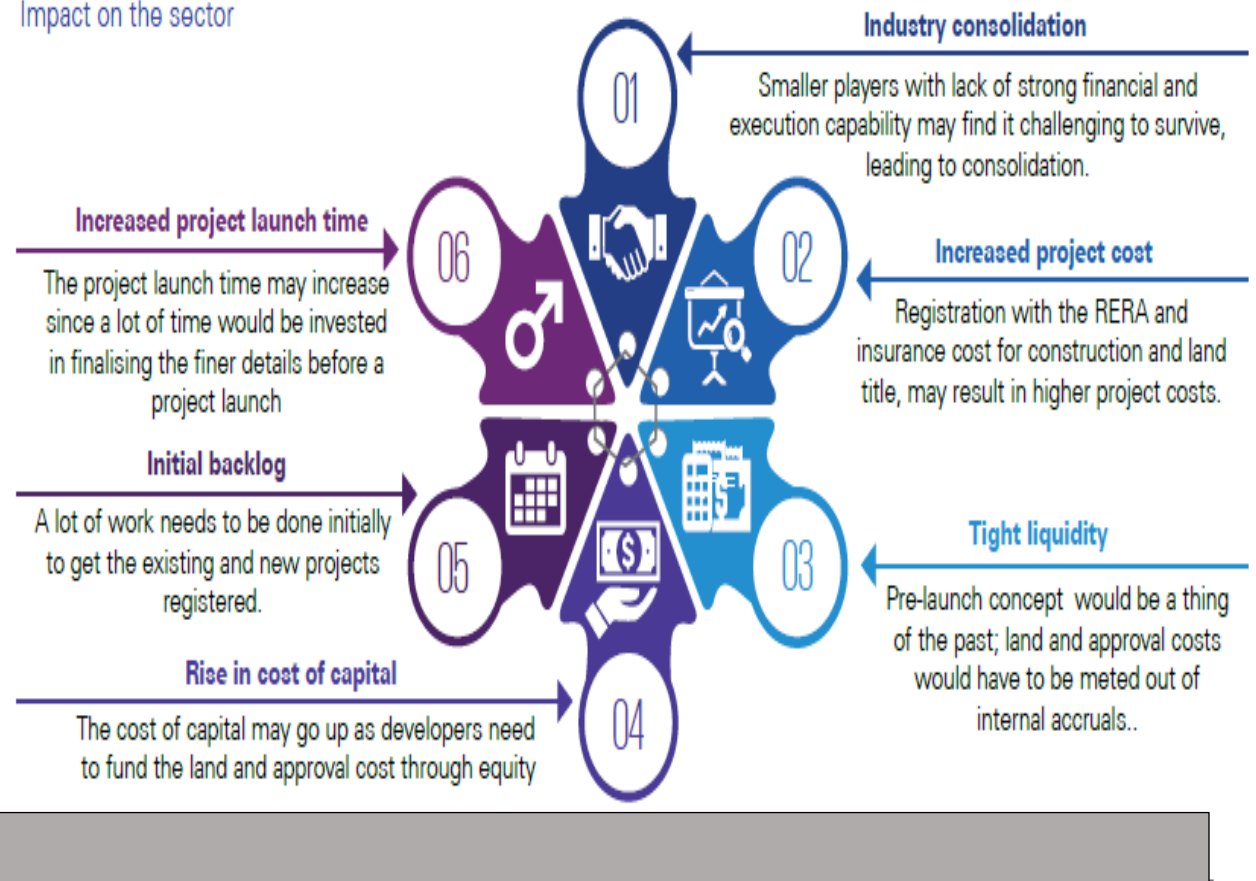 Impact on the sector
01
Industry consolidation
Smaller players with lack of strong financial and
execution capability may find it challenging to survive,
leading to consolidation.
02
Increased project cost
Registration with the RERA and
insurance cost for construction and land
title, may result in higher project costs.
03
Tight liquidity
Pre-launch concept would be a thing
of the past; land and approval costs
would have to be meted out of
internal accruals..
04
Rise in cost of capital
The cost of capital may go up as developers need
to fund the land and approval cost through equity
05
Initial backlog
A lot of work needs to be done initially
to get the existing and new projects
registered.
06
Increased project launch time
The project launch time may increase
since a lot of time would be invested
in finalising the finer details before a
project launch